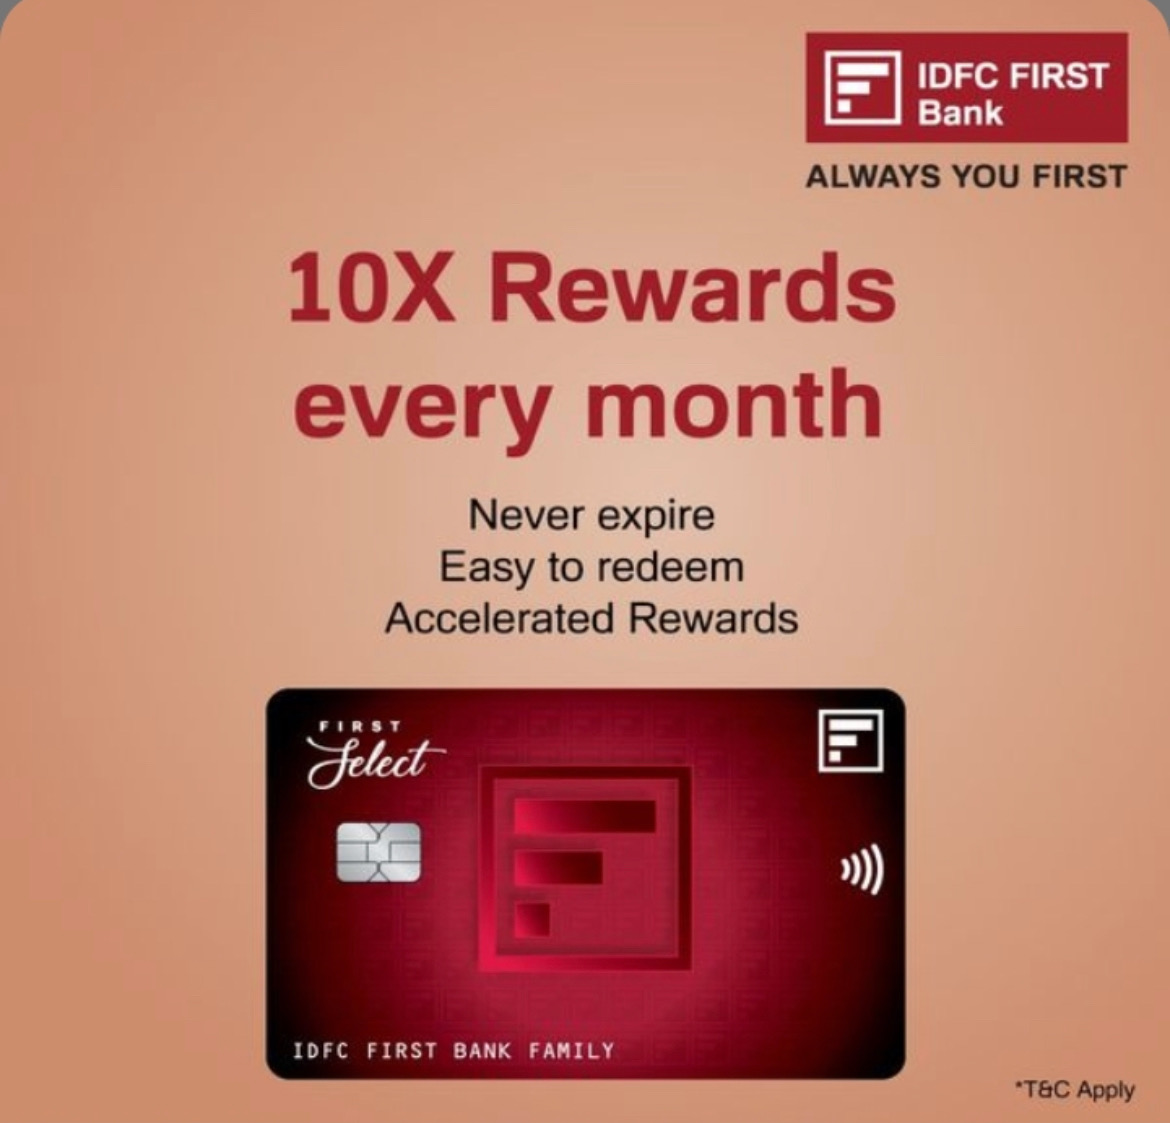 IDFC FIRST
Bank
ALWAYS YOU FIRST
10X Rewards
every month
Never expire
Easy to redeem
Accelerated Rewards
FIRST
Select
IDFC FIRST BANK FAMILY
*T&C Apply